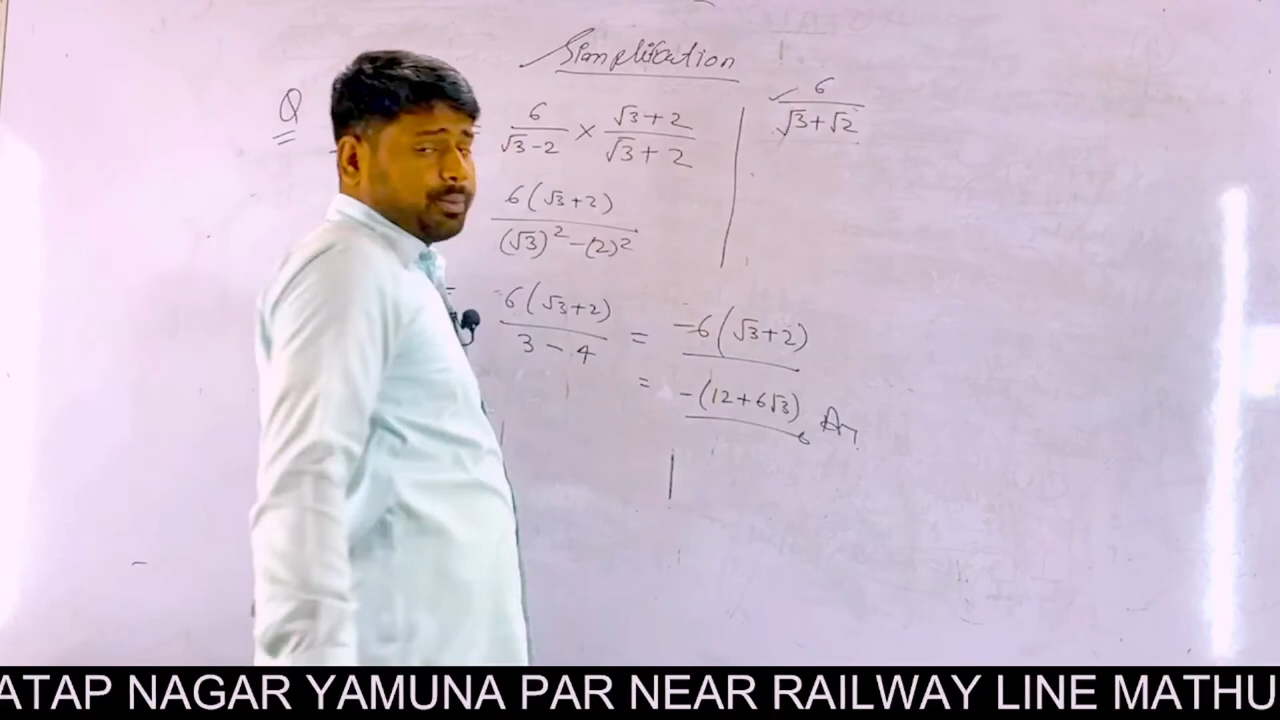 Simplification
Q
6/(√3-2) × (√3+2)/(√3+2)
6(√3+2)/((√3)²-(2)²)
6(√3+2)/(3-4) = -6(√3+2)
= -(12+6√3) An
6/(√3+√2)
ATAP NAGAR YAMUNA PAR NEAR RAILWAY LINE MATHU